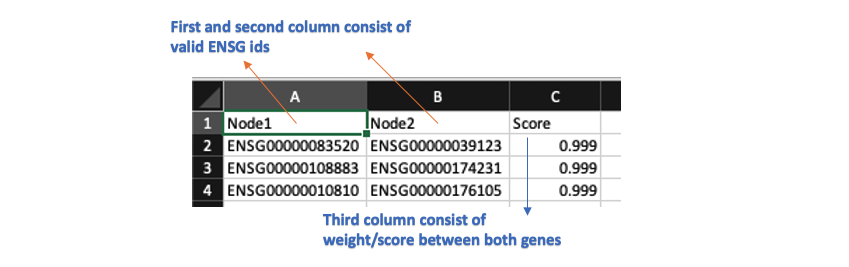 First and second column consist of
valid ENSG ids
A B C
1 Node1 Node2 Score
2 ENSG00000083520 ENSG00000039123 0.999
3 ENSG00000108883 ENSG00000174231 0.999
4 ENSG00000010810 ENSG00000176105 0.999
Third column consist of
weight/score between both genes